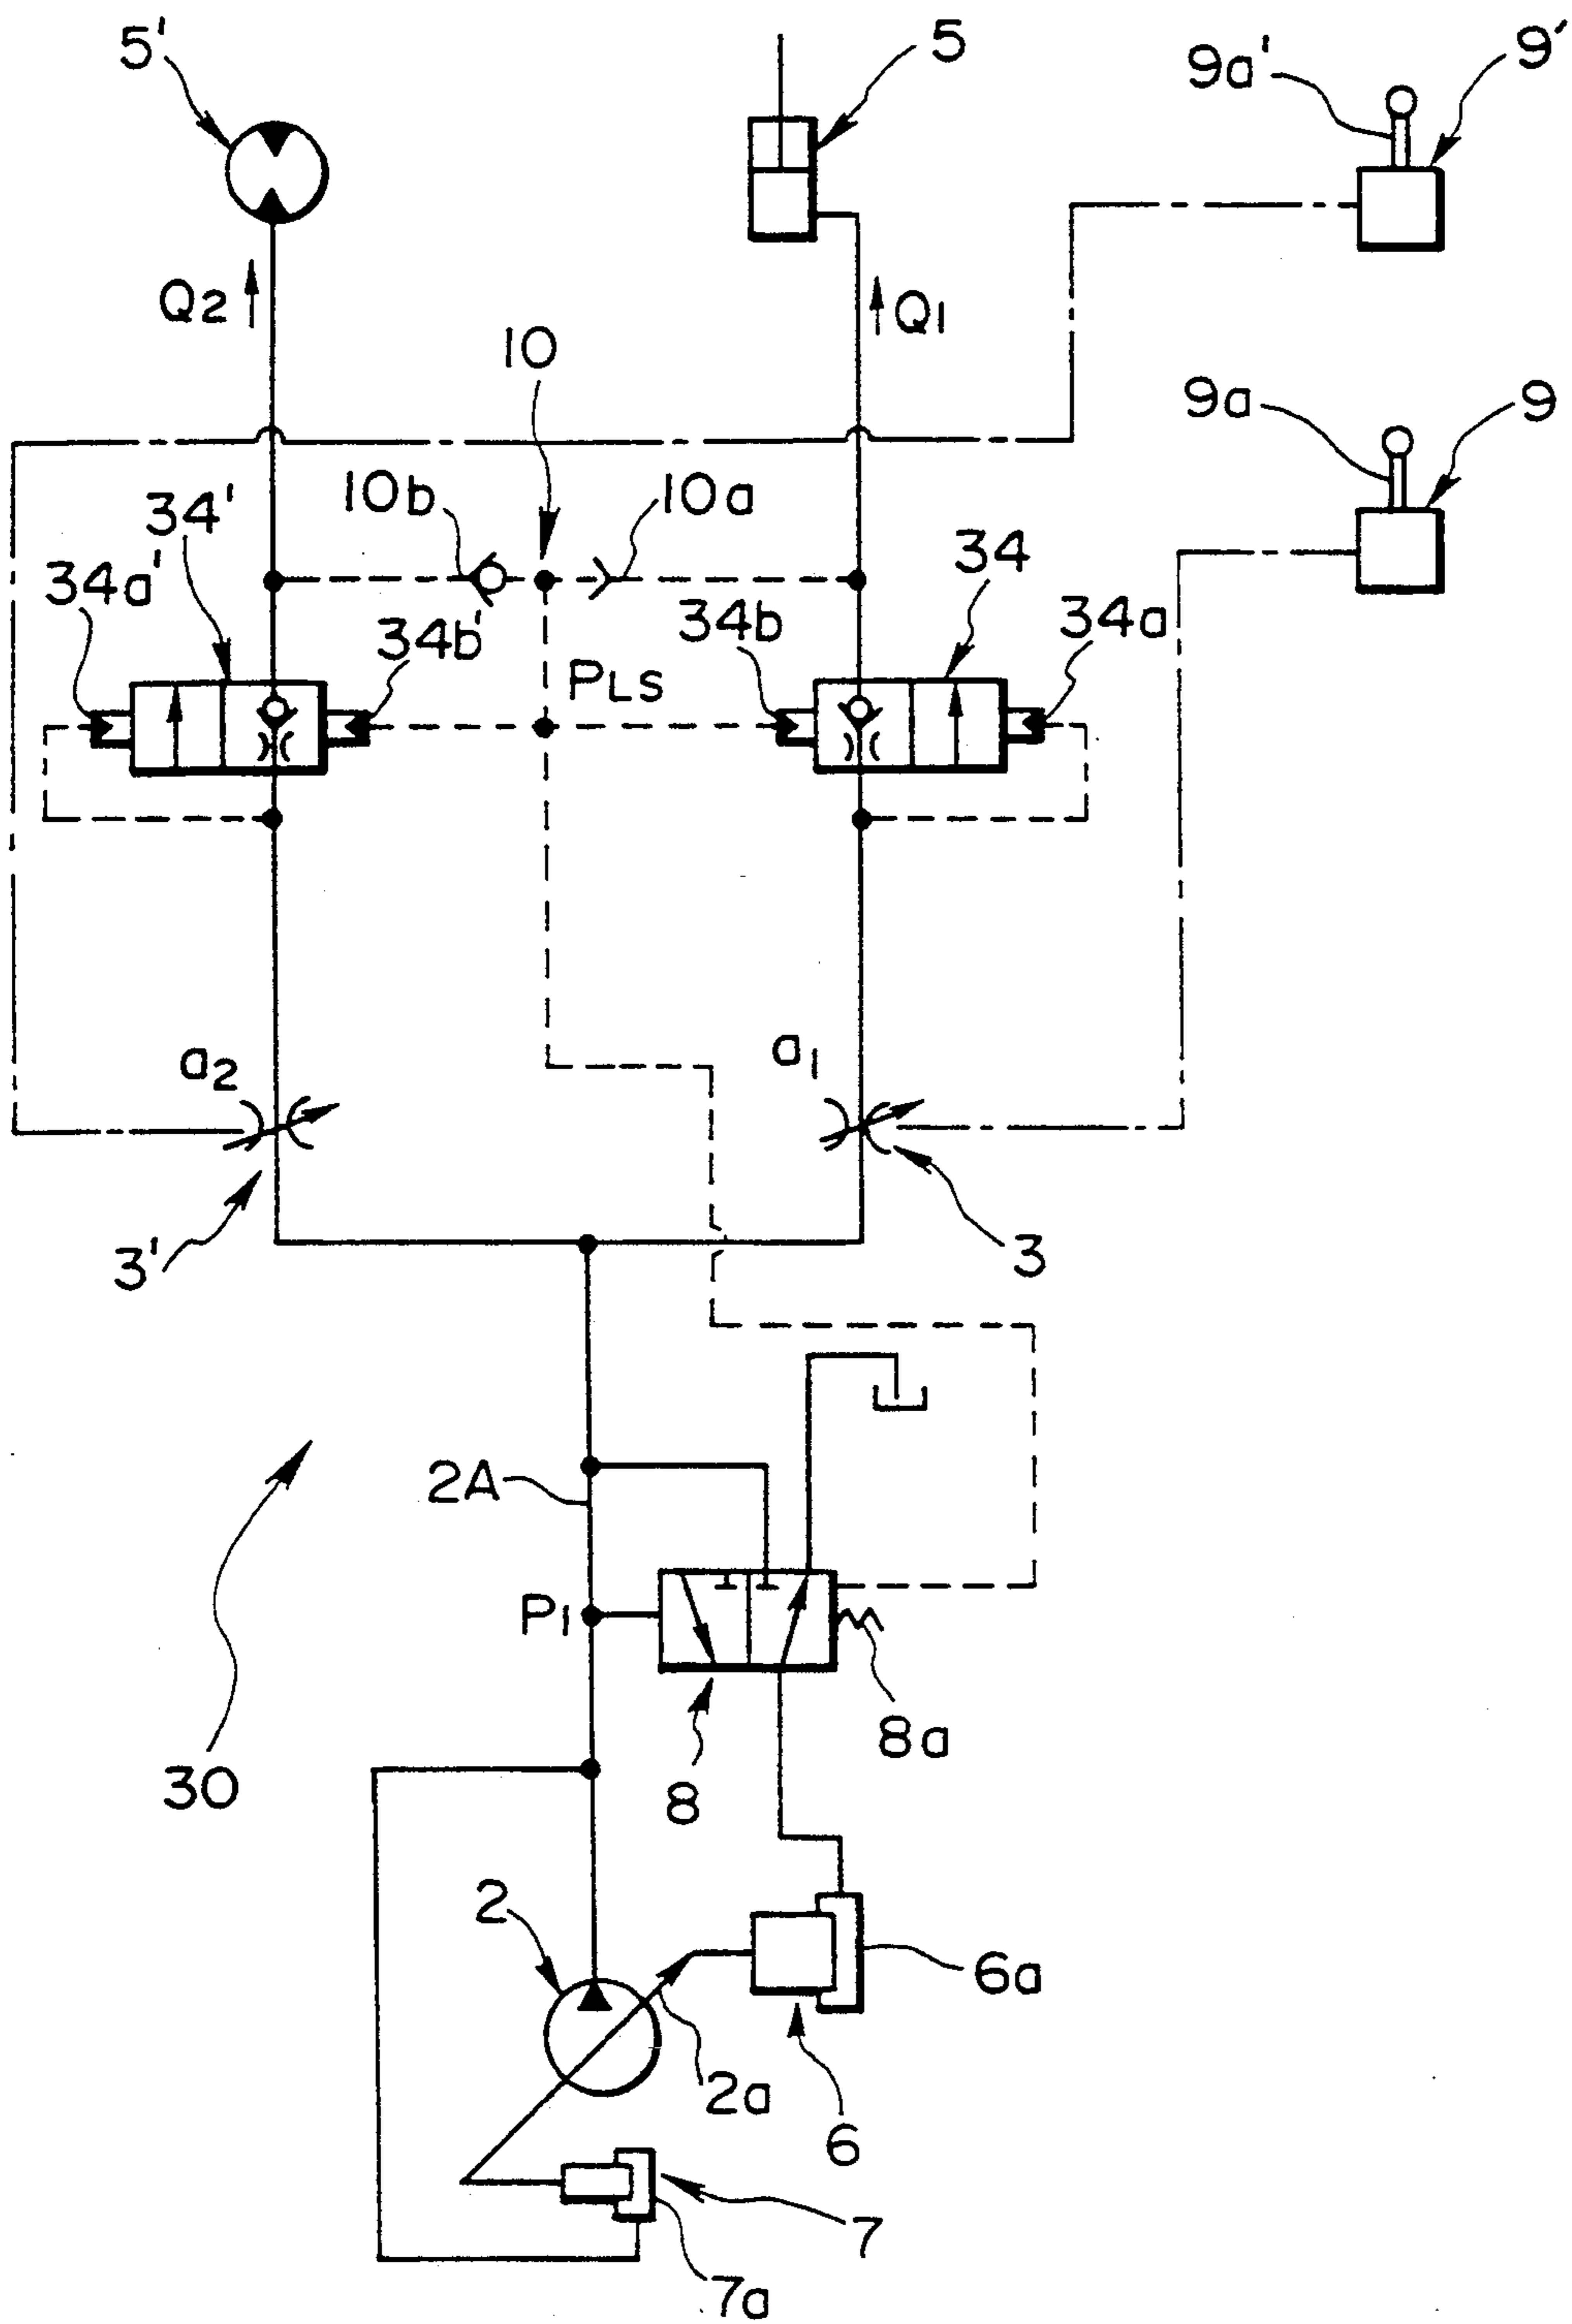 5' 5 9a' 9'
Q2 Q1
10
9a 9
10b 10a
34' 34
34a' 34b' 34b 34a
PLS
a2 a1
3' 3
2A
P1
8a
30 8
2
6a
2a
6
7
7a